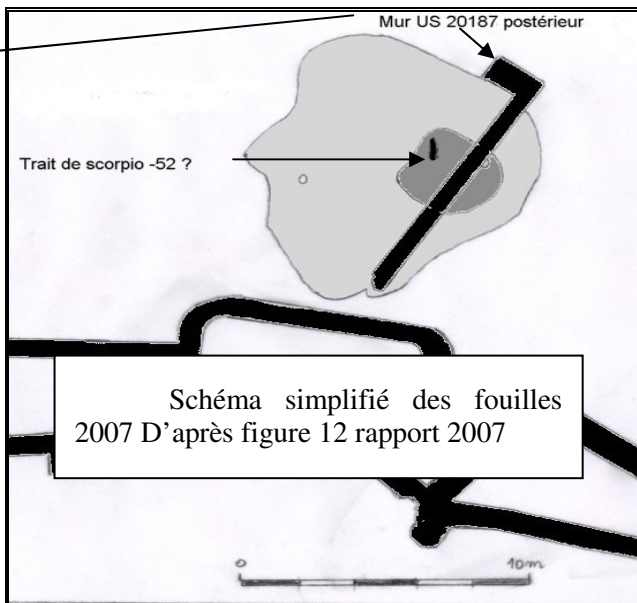 Mur US 20187 postérieur
Trait de scorpio -52 ?
Schéma simplifié des fouilles
2007 D'après figure 12 rapport 2007
0 10m